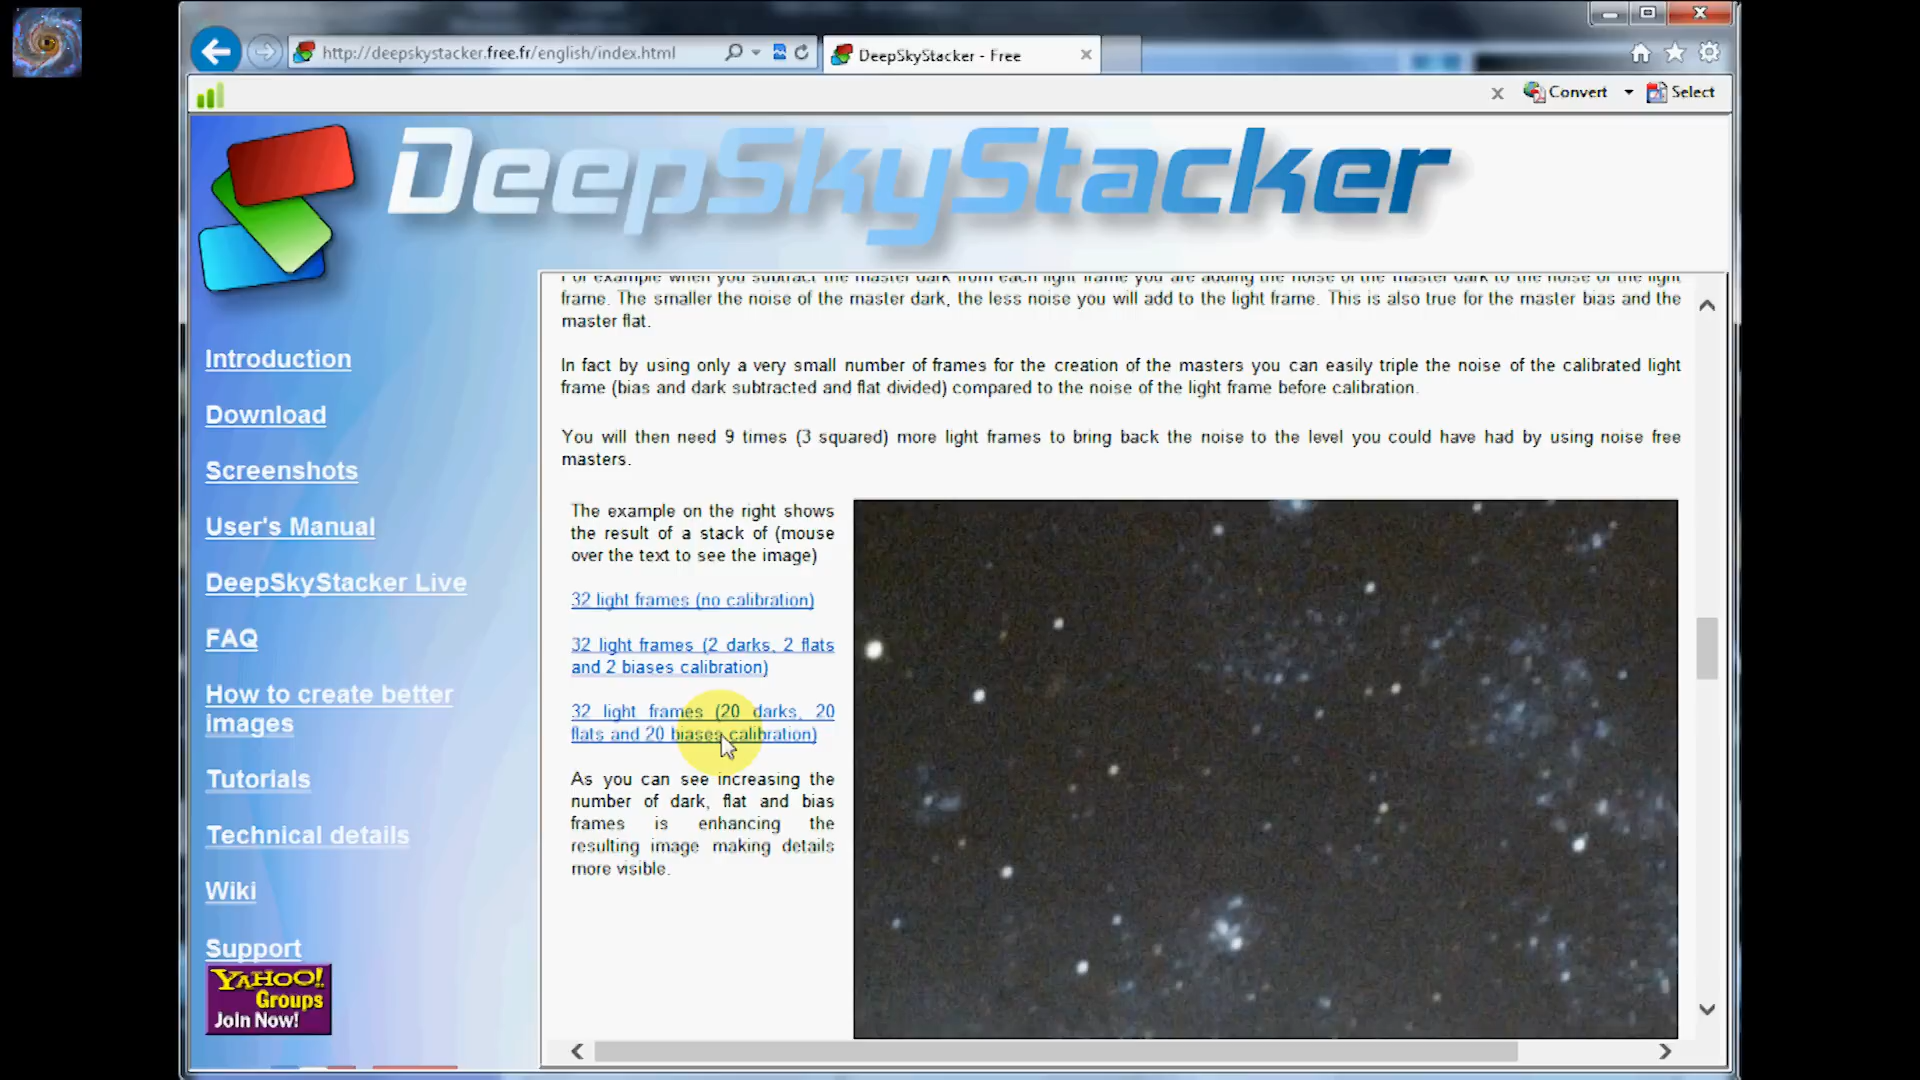 http://deepskystacker.free.fr/english/index.html
DeepSkyStacker - Free
Convert
Select
DeepSkyStacker
Introduction
Download
Screenshots
User's Manual
DeepSkyStacker Live
FAQ
How to create better
images
Tutorials
Technical details
Wiki
Support
YAHOO!
Groups
Join Now!
For example when you subtract the master dark from each light frame you are adding the noise of the master dark to the noise of the light
frame. The smaller the noise of the master dark, the less noise you will add to the light frame. This is also true for the master bias and the
master flat.
In fact by using only a very small number of frames for the creation of the masters you can easily triple the noise of the calibrated light
frame (bias and dark subtracted and flat divided) compared to the noise of the light frame before calibration.
You will then need 9 times (3 squared) more light frames to bring back the noise to the level you could have had by using noise free
masters.
The example on the right shows
the result of a stack of (mouse
over the text to see the image)
32 light frames (no calibration)
32 light frames (2 darks, 2 flats
and 2 biases calibration)
32 light frames (20 darks, 20
flats and 20 biases calibration)
As you can see increasing the
number of dark, flat and bias
frames is enhancing the
resulting image making details
more visible.